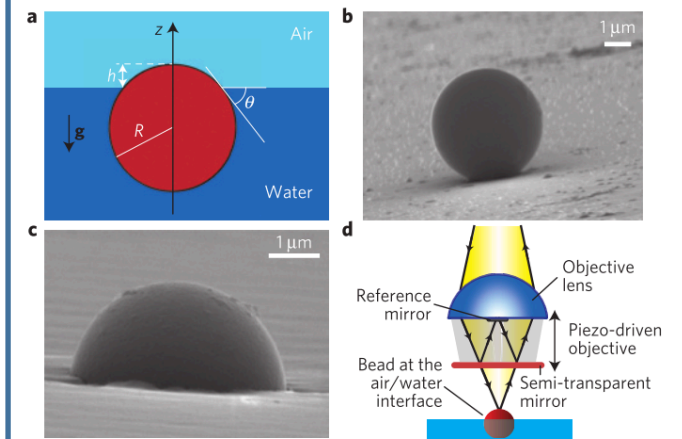 a
z
Air
h
θ
g
R
Water
b
1 μm
c
1 μm
d
Objective
lens
Reference
mirror
Piezo-driven
objective
Bead at the
air/water
interface
Semi-transparent
mirror